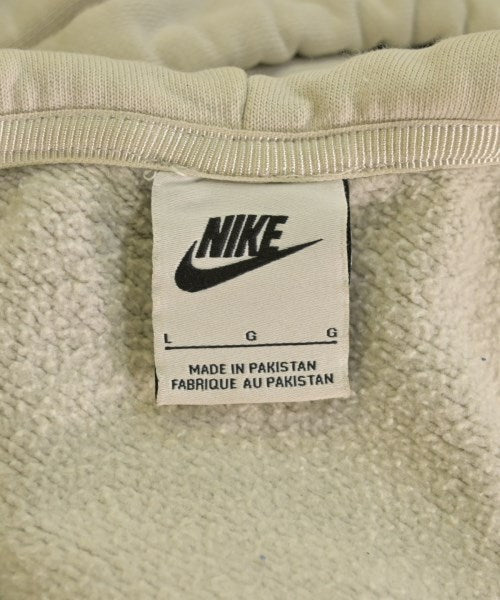 NIKE
L G G
MADE IN PAKISTAN
FABRIQUE AU PAKISTAN